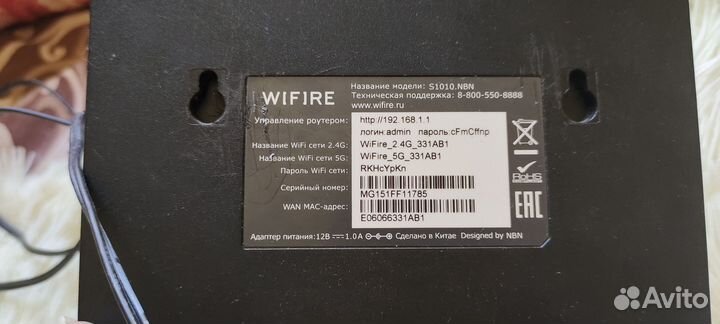 WIFIRE
Название модели: S1010.NBN
Техническая поддержка: 8-800-550-8888
www.wifire.ru
Управление роутером: http://192.168.1.1
логин:admin пароль:cFmCffnp
Название WiFi сети 2.4G: WiFire_2.4G_331AB1
Название WiFi сети 5G: WiFire_5G_331AB1
Пароль WiFi сети: RKHcYpKn
Серийный номер: MG151FF11785
WAN MAC-адрес: E06066331AB1
RoHS
EAC
Адаптер питания:12В 1.0А Сделано в Китае Designed by NBN
Avito